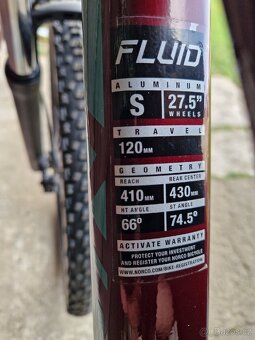 FLUID
ALUMINUM
S 27.5"
WHEELS
TRAVEL
120MM
GEOMETRY
REACH REAR CENTER
410MM 430MM
HT ANGLE ST ANGLE
66° 74.5°
ACTIVATE WARRANTY
PROTECT YOUR INVESTMENT
AND REGISTER YOUR NORCO BICYCLE
WWW.NORCO.COM/BIKE-REGISTRATION